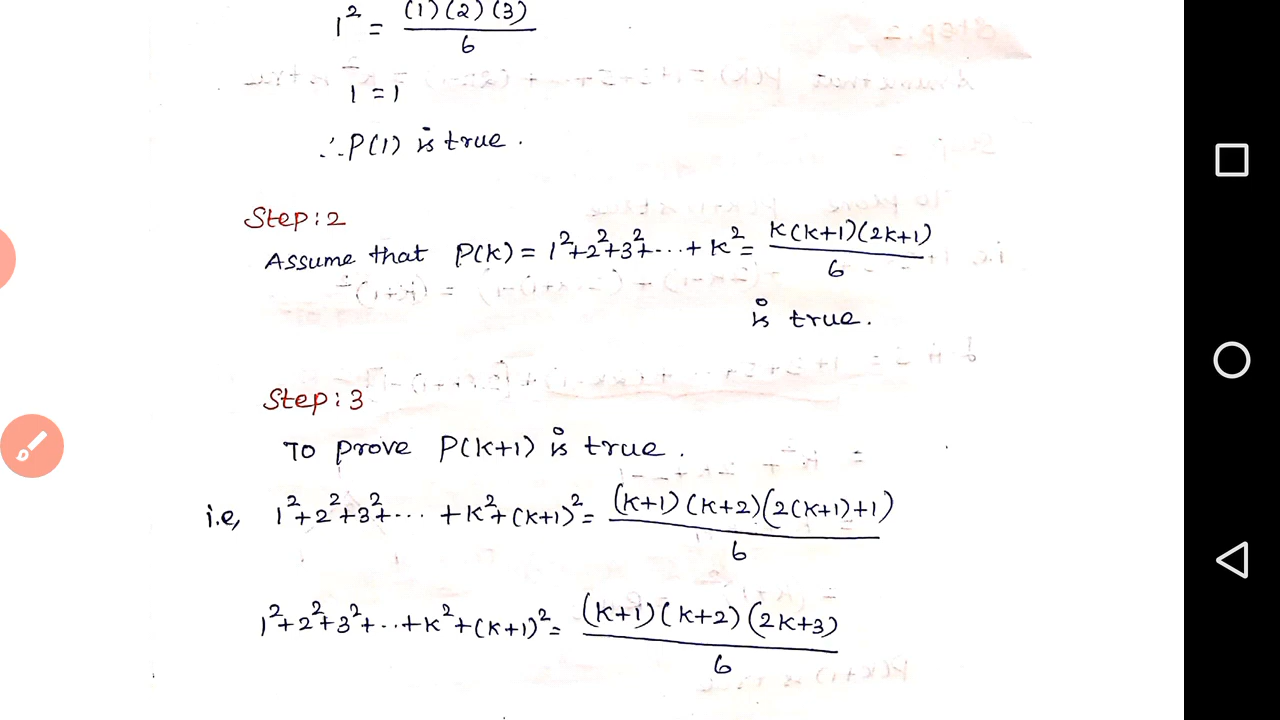 1² = (1)(2)(3)/6
1 = 1
∴ P(1) is true.
Step: 2
Assume that P(k) = 1²+2²+3²+...+k² = k(k+1)(2k+1)/6
is true.
Step: 3
To prove P(k+1) is true.
i.e, 1²+2²+3²+... +k²+(k+1)² = (k+1)(k+2)(2(k+1)+1)/6
1²+2²+3²+...+k²+(k+1)² = (k+1)(k+2)(2k+3)/6